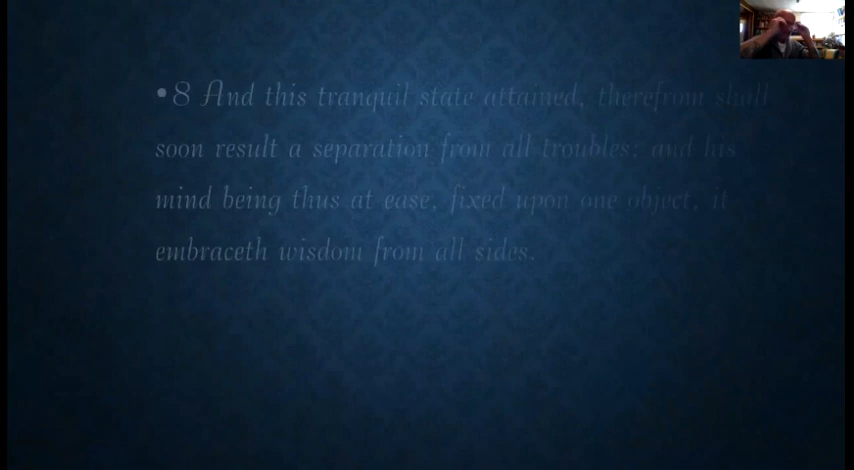 •8 And this tranquil state attained, therefrom shall
soon result a separation from all troubles; and his
mind being thus at ease, fixed upon one object, it
embraceth wisdom from all sides.